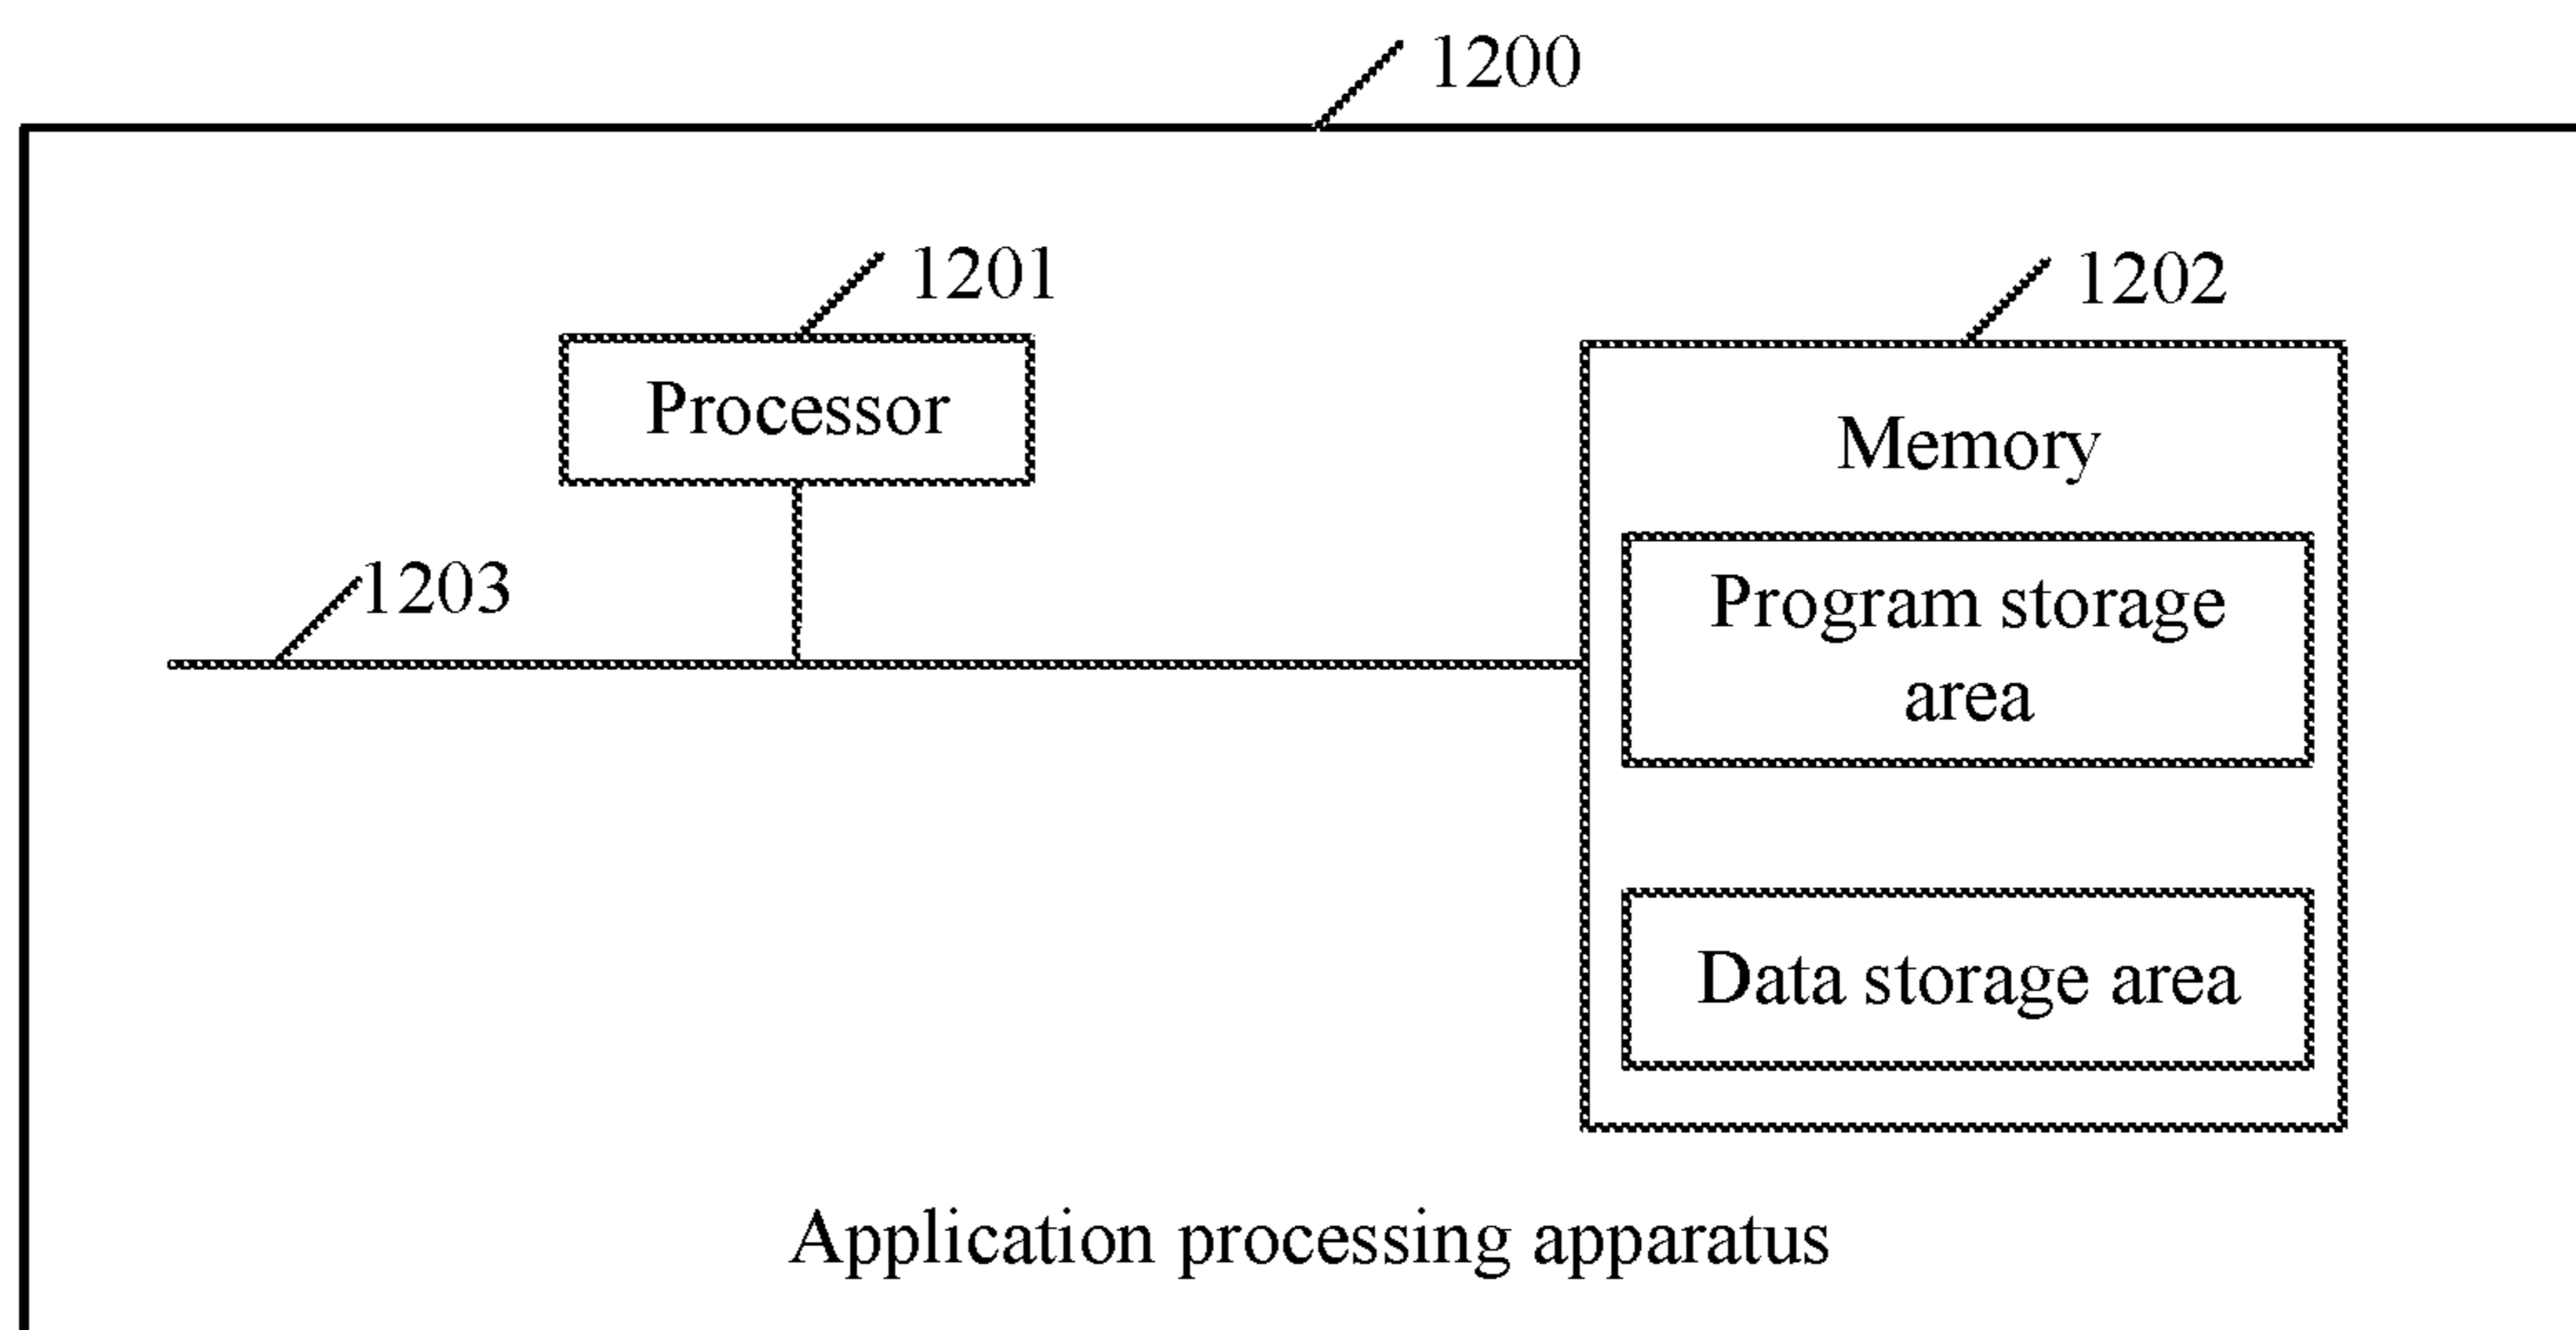 1200
1201
1202
Processor
Memory
1203
Program storage
area
Data storage area
Application processing apparatus